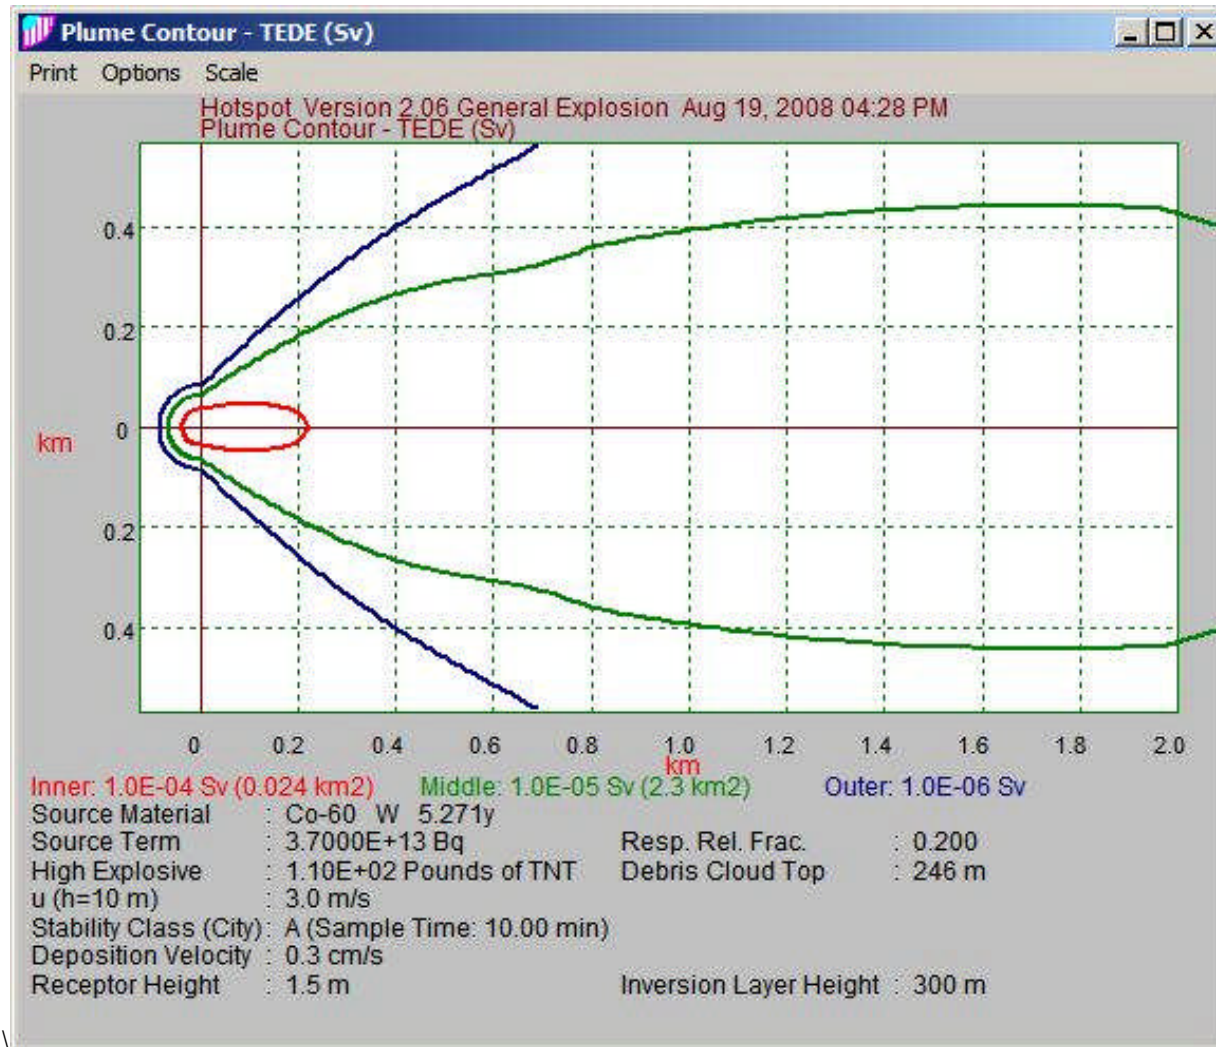 Plume Contour - TEDE (Sv)
Print Options Scale
Hotspot Version 2.06 General Explosion Aug 19, 2008 04:28 PM
Plume Contour - TEDE (Sv)
0.4
0.2
0
km
0.2
0.4
0 0.2 0.4 0.6 0.8 1.0 1.2 1.4 1.6 1.8 2.0
km
Inner: 1.0E-04 Sv (0.024 km2) Middle: 1.0E-05 Sv (2.3 km2) Outer: 1.0E-06 Sv
Source Material : Co-60 W 5.271y
Source Term : 3.7000E+13 Bq Resp. Rel. Frac. : 0.200
High Explosive : 1.10E+02 Pounds of TNT Debris Cloud Top : 246 m
u (h=10 m) : 3.0 m/s
Stability Class (City) : A (Sample Time: 10.00 min)
Deposition Velocity : 0.3 cm/s
Receptor Height : 1.5 m Inversion Layer Height : 300 m
\